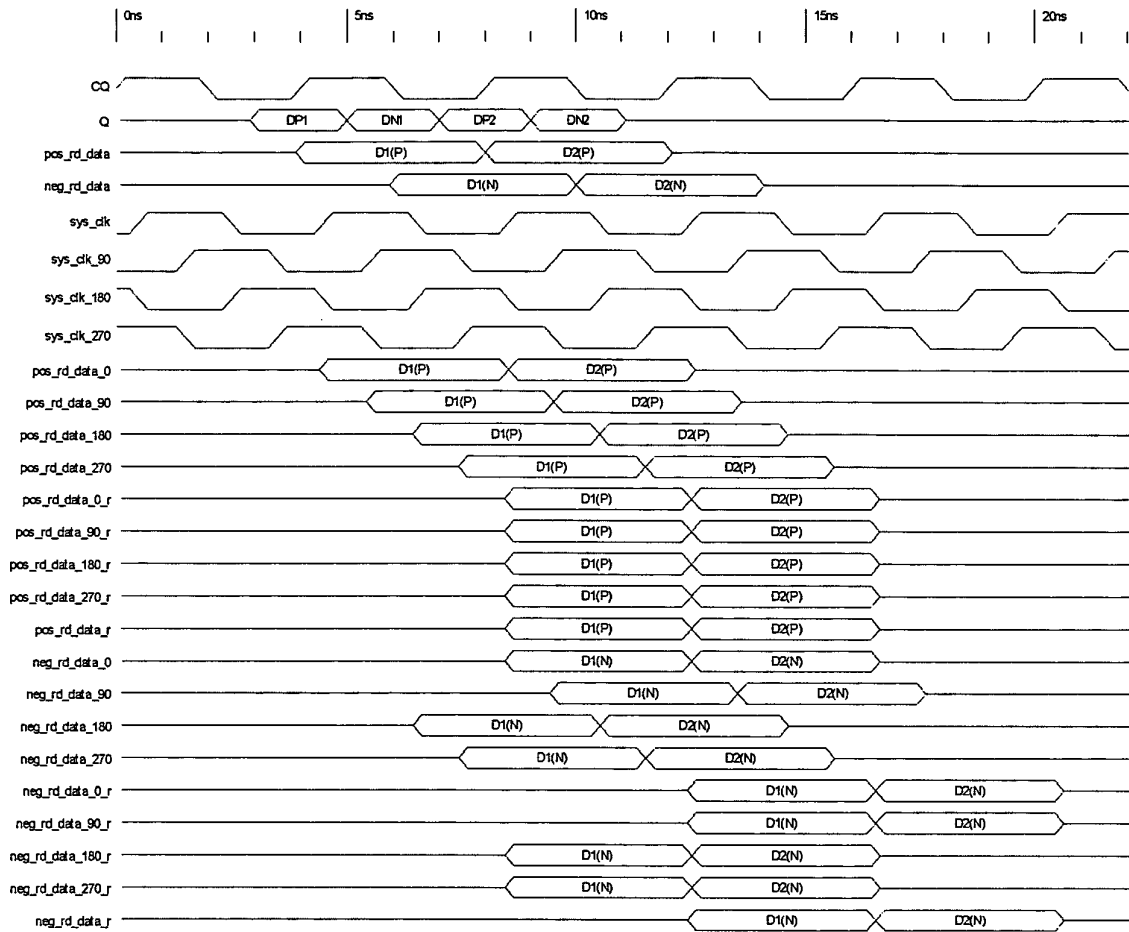 0ns 5ns 10ns 15ns 20ns
CQ
Q DP1 DN1 DP2 DN2
pos_rd_data D1(P) D2(P)
neg_rd_data D1(N) D2(N)
sys_clk
sys_clk_90
sys_clk_180
sys_clk_270
pos_rd_data_0 D1(P) D2(P)
pos_rd_data_90 D1(P) D2(P)
pos_rd_data_180 D1(P) D2(P)
pos_rd_data_270 D1(P) D2(P)
pos_rd_data_0_r D1(P) D2(P)
pos_rd_data_90_r D1(P) D2(P)
pos_rd_data_180_r D1(P) D2(P)
pos_rd_data_270_r D1(P) D2(P)
pos_rd_data_r D1(P) D2(P)
neg_rd_data_0 D1(N) D2(N)
neg_rd_data_90 D1(N) D2(N)
neg_rd_data_180 D1(N) D2(N)
neg_rd_data_270 D1(N) D2(N)
neg_rd_data_0_r D1(N) D2(N)
neg_rd_data_90_r D1(N) D2(N)
neg_rd_data_180_r D1(N) D2(N)
neg_rd_data_270_r D1(N) D2(N)
neg_rd_data_r D1(N) D2(N)